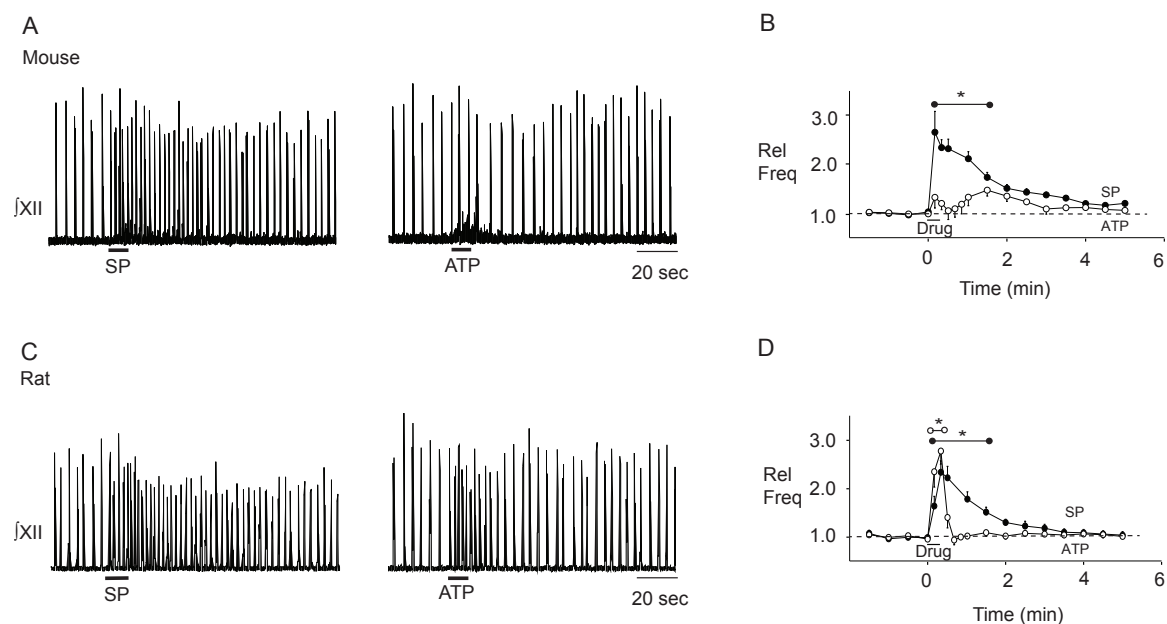 A
Mouse
∫XII
SP
ATP
20 sec
B
*
3.0
Rel
Freq
2.0
1.0
SP
ATP
Drug
0
2
4
6
Time (min)
C
Rat
∫XII
SP
ATP
20 sec
D
*
*
3.0
Rel
Freq
2.0
1.0
SP
ATP
Drug
0
2
4
6
Time (min)